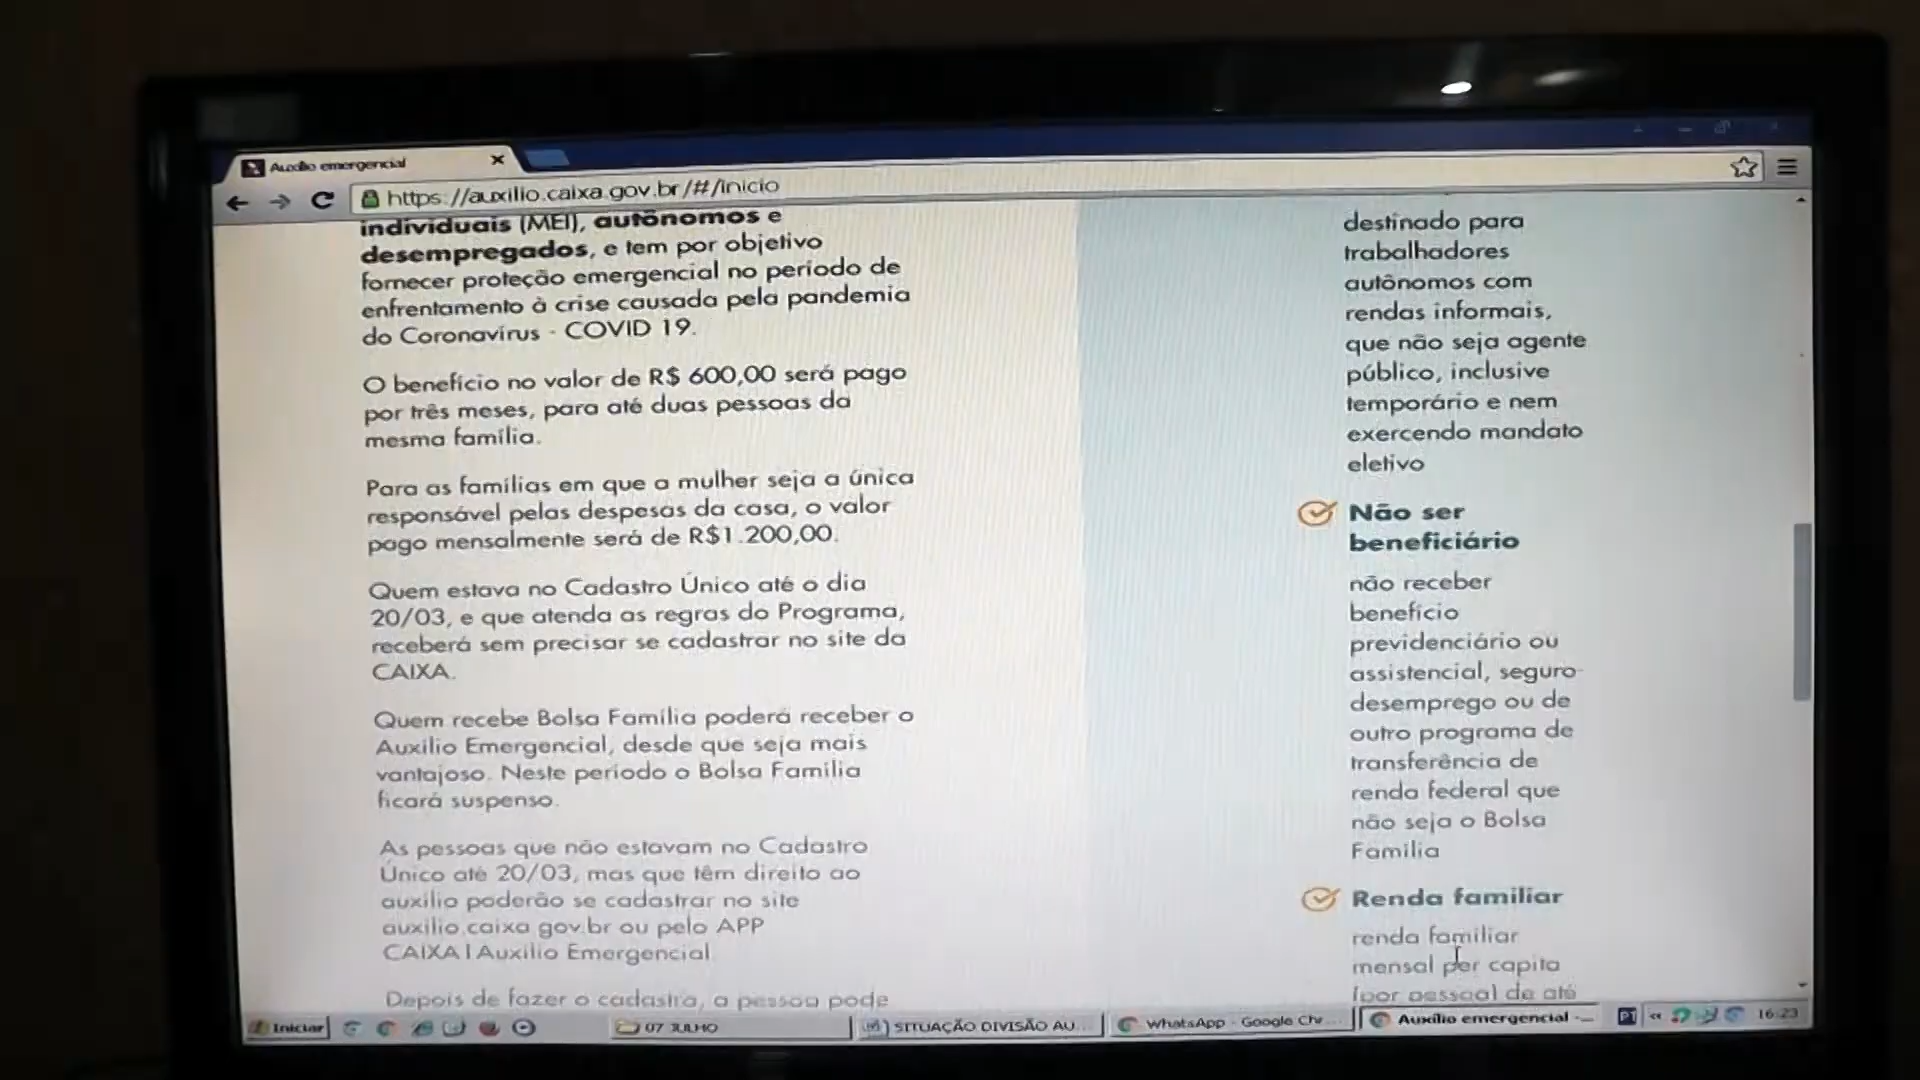 Auxílio emergencial
https://auxilio.caixa.gov.br/#/inicio
individuais (MEI), autônomos e
desempregados, e tem por objetivo
fornecer proteção emergencial no período de
enfrentamento à crise causada pela pandemia
do Coronavírus - COVID 19.
O benefício no valor de R$ 600,00 será pago
por três meses, para até duas pessoas da
mesma família.
Para as famílias em que a mulher seja a única
responsável pelas despesas da casa, o valor
pago mensalmente será de R$1.200,00.
Quem estava no Cadastro Único até o dia
20/03, e que atenda as regras do Programa,
receberá sem precisar se cadastrar no site da
CAIXA.
Quem recebe Bolsa Família poderá receber o
Auxílio Emergencial, desde que seja mais
vantajoso. Neste período o Bolsa Família
ficará suspenso.
As pessoas que não estavam no Cadastro
Único até 20/03, mas que têm direito ao
auxílio poderão se cadastrar no site
auxilio.caixa.gov.br ou pelo APP
CAIXA | Auxílio Emergencial.
Depois de fazer o cadastro, a pessoa pode
destinado para
trabalhadores
autônomos com
rendas informais,
que não seja agente
público, inclusive
temporário e nem
exercendo mandato
eletivo
Não ser
beneficiário
não receber
benefício
previdenciário ou
assistencial, seguro-
desemprego ou de
outro programa de
transferência de
renda federal que
não seja o Bolsa
Família
Renda familiar
renda familiar
mensal per capita
(por pessoa) de até
Iniciar
07 JULHO
SITUAÇÃO DIVISÃO AU...
WhatsApp - Google Chr...
Auxílio emergencial -...
PT
16:23